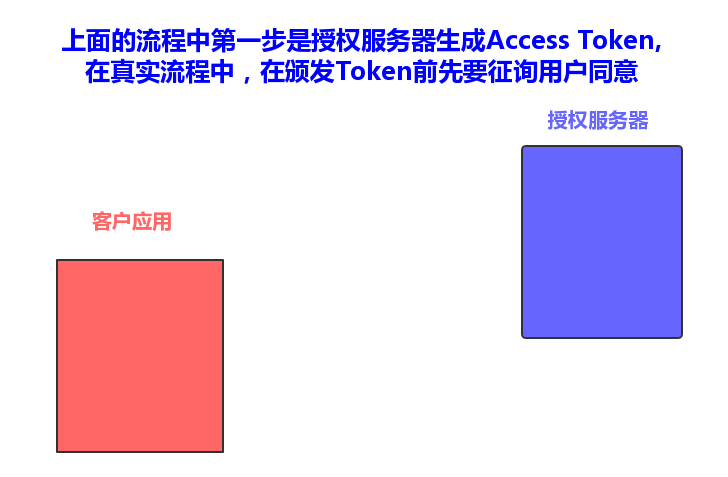 上面的流程中第一步是授权服务器生成Access Token,
在真实流程中，在颁发Token前先要征询用户同意
授权服务器
客户应用